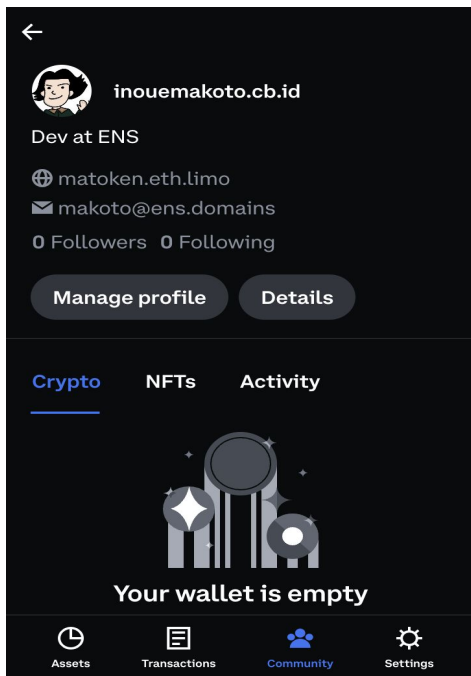 inouemakoto.cb.id
Dev at ENS
matoken.eth.limo
makoto@ens.domains
0 Followers 0 Following
Manage profile Details
Crypto NFTs Activity
Your wallet is empty
Assets Transactions Community Settings